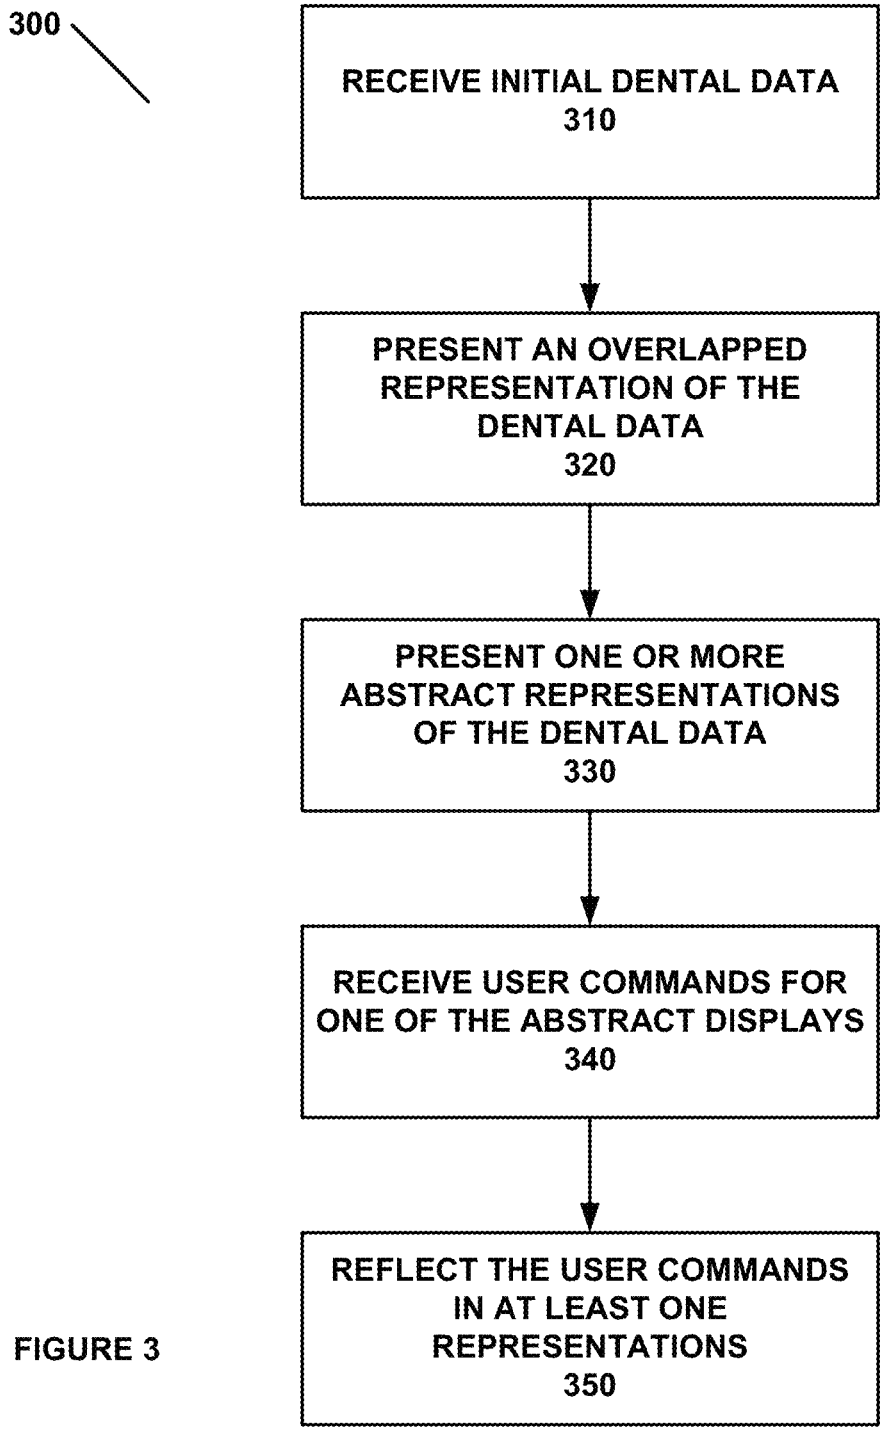 300
RECEIVE INITIAL DENTAL DATA
310
PRESENT AN OVERLAPPED
REPRESENTATION OF THE
DENTAL DATA
320
PRESENT ONE OR MORE
ABSTRACT REPRESENTATIONS
OF THE DENTAL DATA
330
RECEIVE USER COMMANDS FOR
ONE OF THE ABSTRACT DISPLAYS
340
REFLECT THE USER COMMANDS
IN AT LEAST ONE
REPRESENTATIONS
350
FIGURE 3